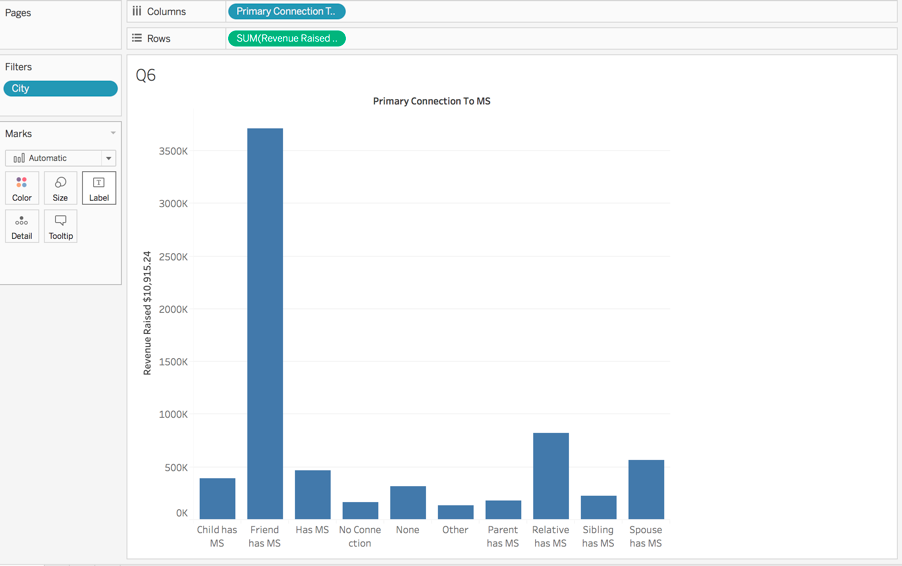 Pages
Columns
Primary Connection T..
Rows
SUM(Revenue Raised ..
Filters
City
Marks
Automatic
Color
Size
Label
Detail
Tooltip
Q6
Primary Connection To MS
Revenue Raised $10,915.24
3500K
3000K
2500K
2000K
1500K
1000K
500K
0K
Child has
MS
Friend
has MS
Has MS
No Conne
ction
None
Other
Parent
has MS
Relative
has MS
Sibling
has MS
Spouse
has MS